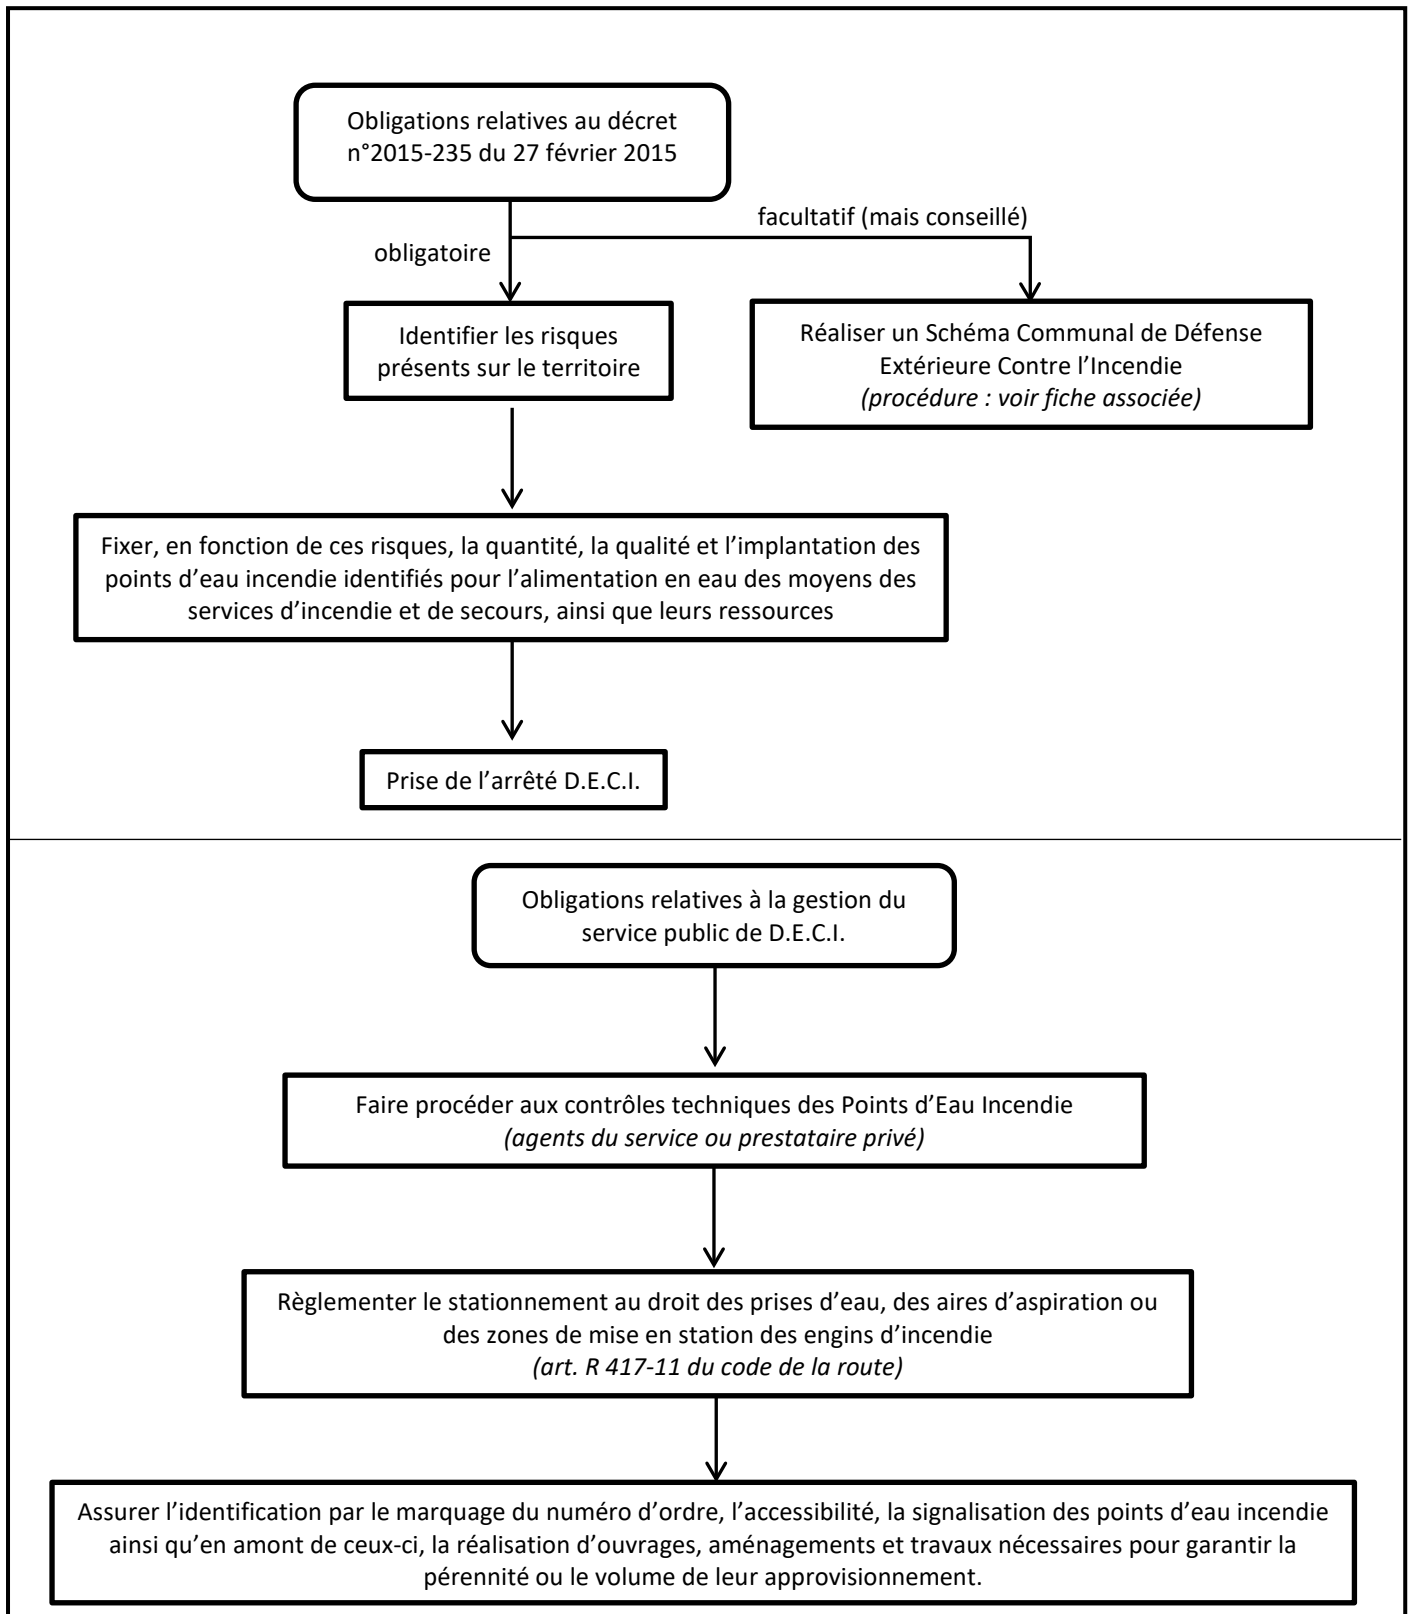 Obligations relatives au décret
n°2015-235 du 27 février 2015
facultatif (mais conseillé)
obligatoire
Identifier les risques
présents sur le territoire
Réaliser un Schéma Communal de Défense
Extérieure Contre l’Incendie
(procédure : voir fiche associée)
Fixer, en fonction de ces risques, la quantité, la qualité et l’implantation des
points d’eau incendie identifiés pour l’alimentation en eau des moyens des
services d’incendie et de secours, ainsi que leurs ressources
Prise de l’arrêté D.E.C.I.
Obligations relatives à la gestion du
service public de D.E.C.I.
Faire procéder aux contrôles techniques des Points d’Eau Incendie
(agents du service ou prestataire privé)
Règlementer le stationnement au droit des prises d’eau, des aires d’aspiration ou
des zones de mise en station des engins d’incendie
(art. R 417-11 du code de la route)
Assurer l’identification par le marquage du numéro d’ordre, l’accessibilité, la signalisation des points d’eau incendie
ainsi qu’en amont de ceux-ci, la réalisation d’ouvrages, aménagements et travaux nécessaires pour garantir la
pérennité ou le volume de leur approvisionnement.